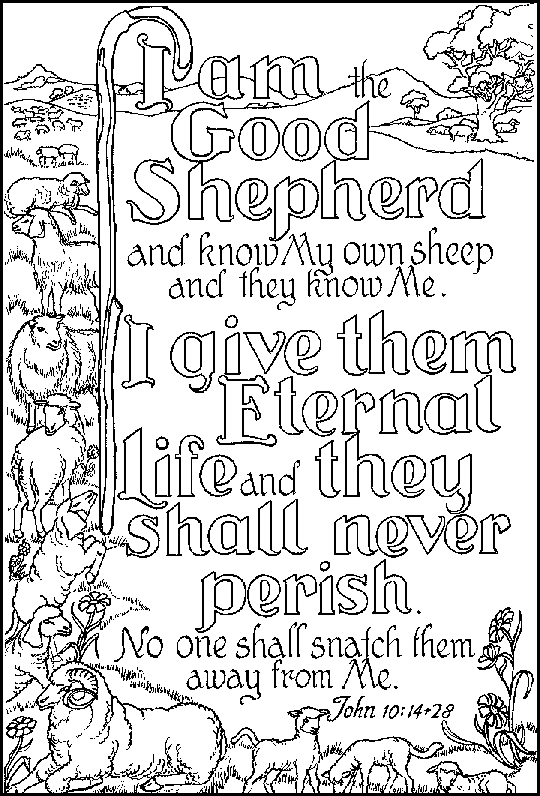 I am the
Good
Shepherd
and know My own sheep
and they know Me.
I give them
Eternal
Life and they
shall never
perish.
No one shall snatch them
away from Me.
John 10:14+28